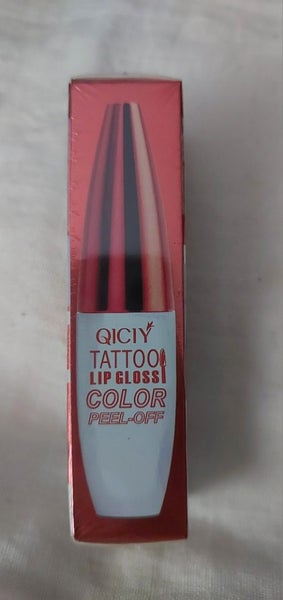 QICIY
TATTOO
LIP GLOSS
COLOR
PEEL-OFF